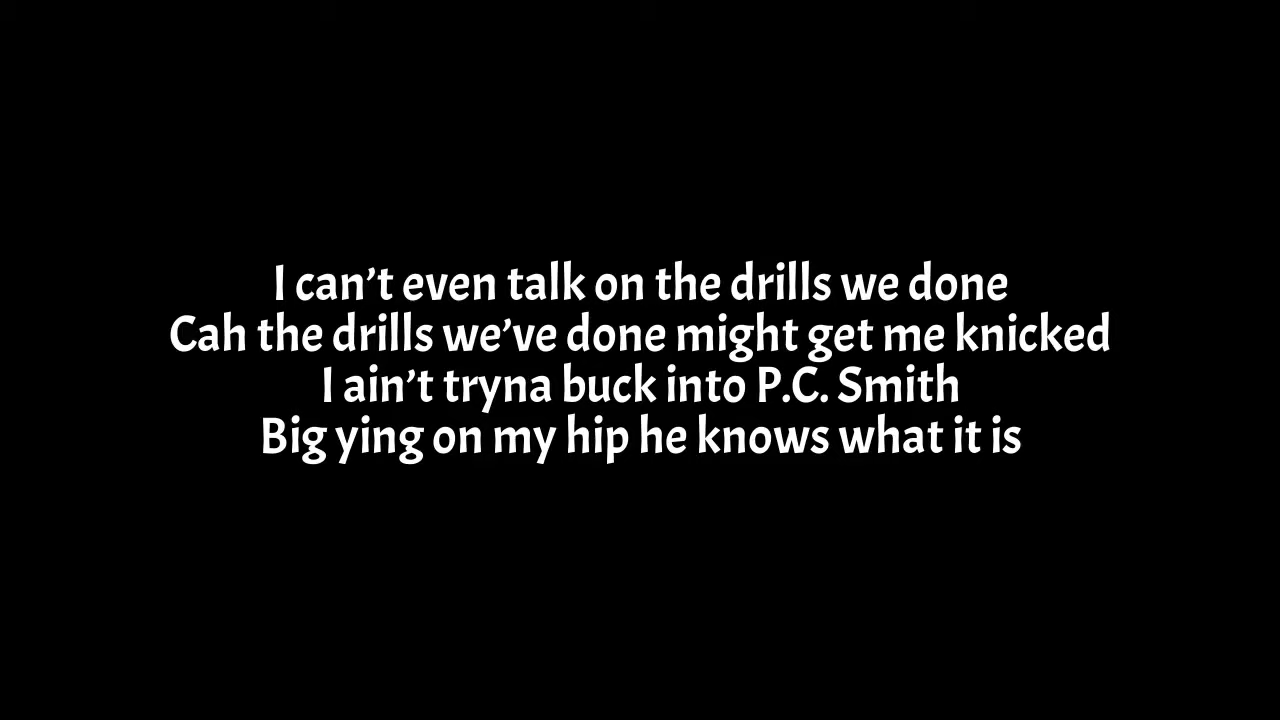 I can’t even talk on the drills we done
Cah the drills we’ve done might get me knicked
I ain’t tryna buck into P.C. Smith
Big ying on my hip he knows what it is